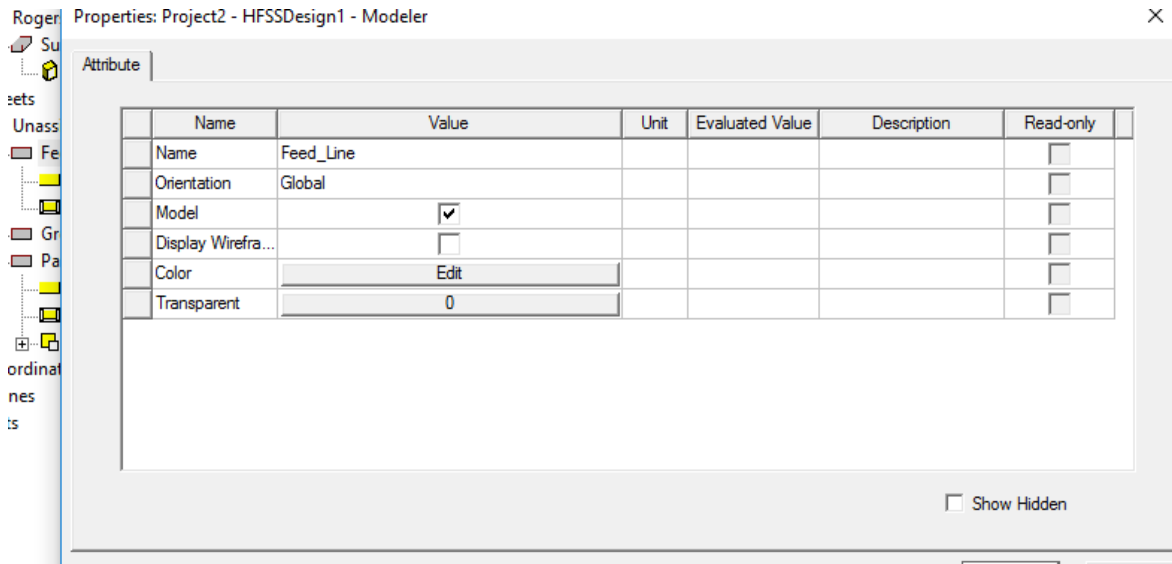 Roger
Properties: Project2 - HFSSDesign1 - Modeler
Su
Attribute
eets
Unass
Fe
Gr
Pa
ordinat
nes
ts
Name Value Unit Evaluated Value Description Read-only
Name Feed_Line
Orientation Global
Model
Display Wirefra...
Color Edit
Transparent 0
Show Hidden